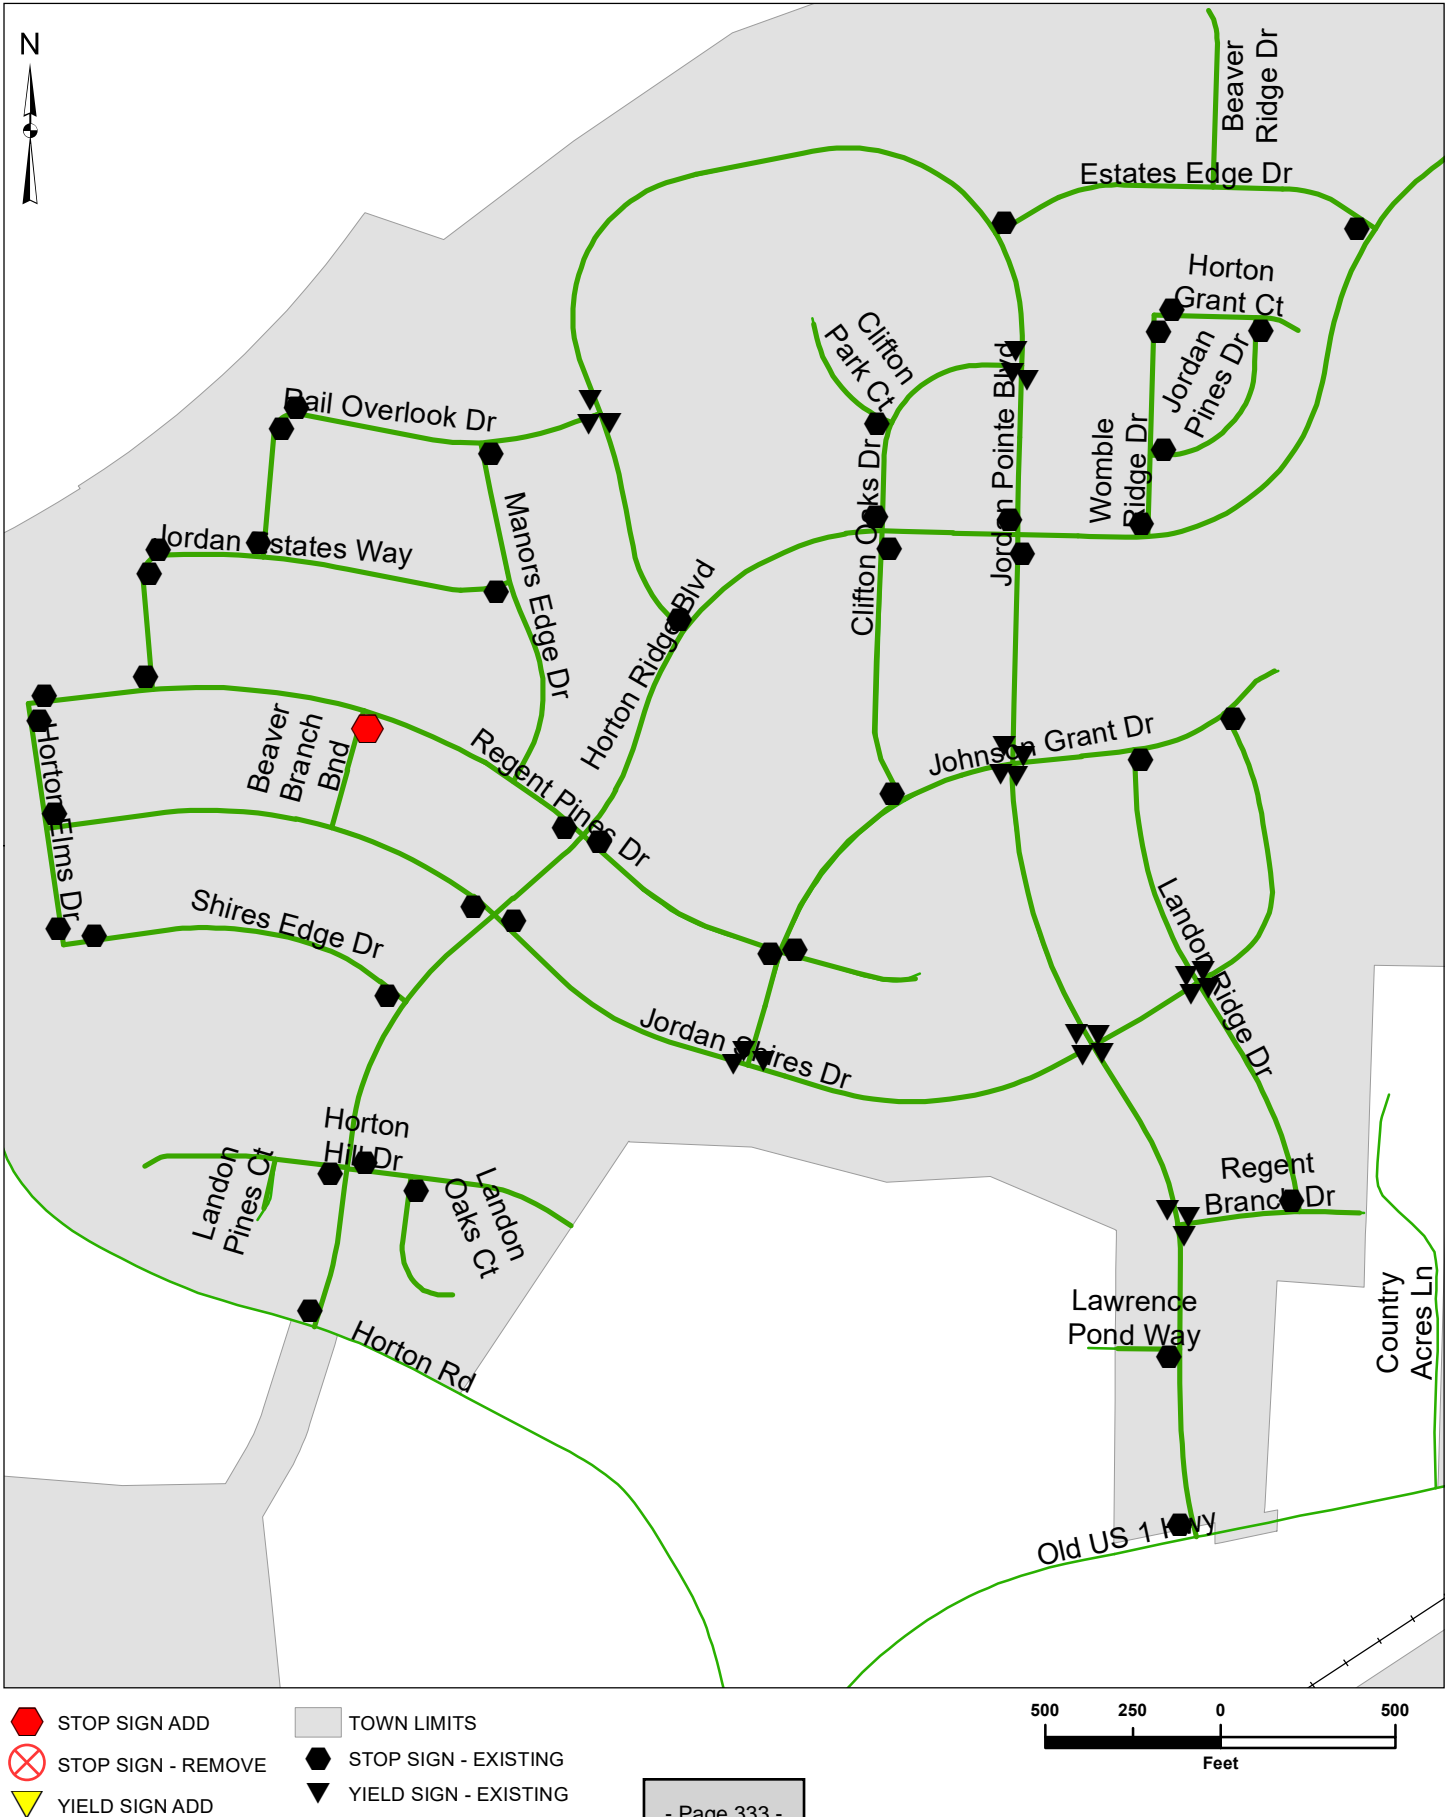 N
Beaver
Ridge Dr
Estates Edge Dr
Horton
Grant Ct
Jordan
Pines Dr
Clifton
Park Ct
Jordan Pointe Blvd
Womble
Ridge Dr
Rail Overlook Dr
Clifton Oaks Dr
Manors Edge Dr
Jordan Estates Way
Horton Ridge Blvd
Beaver
Branch
Bnd
Regent Pines Dr
Johnson Grant Dr
Horton Elms Dr
Shires Edge Dr
Landon Ridge Dr
Jordan Shires Dr
Horton
Hill Dr
Landon
Pines Ct
Landon
Oaks Ct
Regent
Branch Dr
Lawrence
Pond Way
Country
Acres Ln
Horton Rd
Old US 1 Hwy
STOP SIGN ADD
STOP SIGN - REMOVE
YIELD SIGN ADD
TOWN LIMITS
STOP SIGN - EXISTING
YIELD SIGN - EXISTING
500 250 0 500
Feet
- Page 333 -